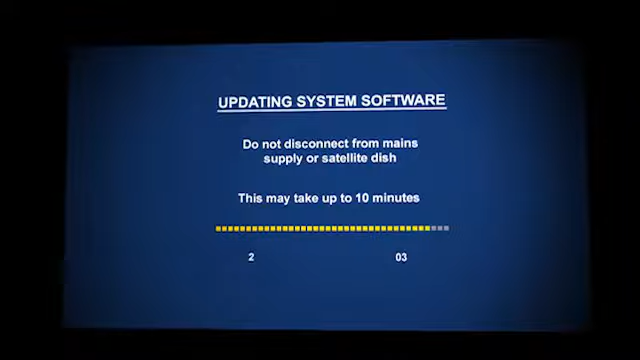 UPDATING SYSTEM SOFTWARE
Do not disconnect from mains
supply or satellite dish
This may take up to 10 minutes
2 03